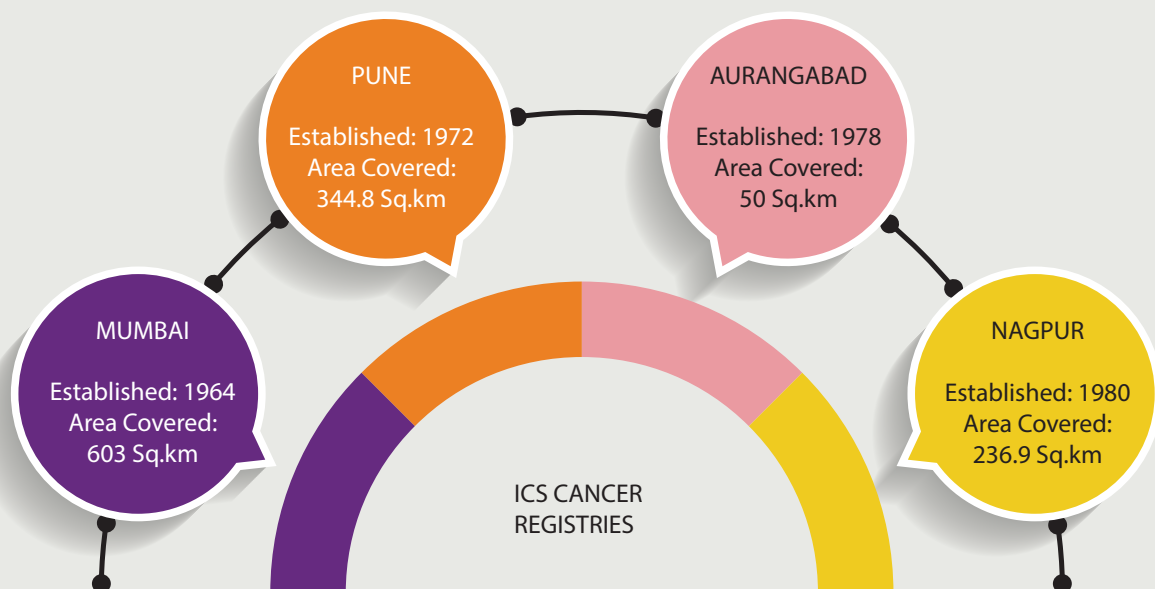 PUNE
Established: 1972
Area Covered:
344.8 Sq.km
AURANGABAD
Established: 1978
Area Covered:
50 Sq.km
MUMBAI
Established: 1964
Area Covered:
603 Sq.km
NAGPUR
Established: 1980
Area Covered:
236.9 Sq.km
ICS CANCER
REGISTRIES